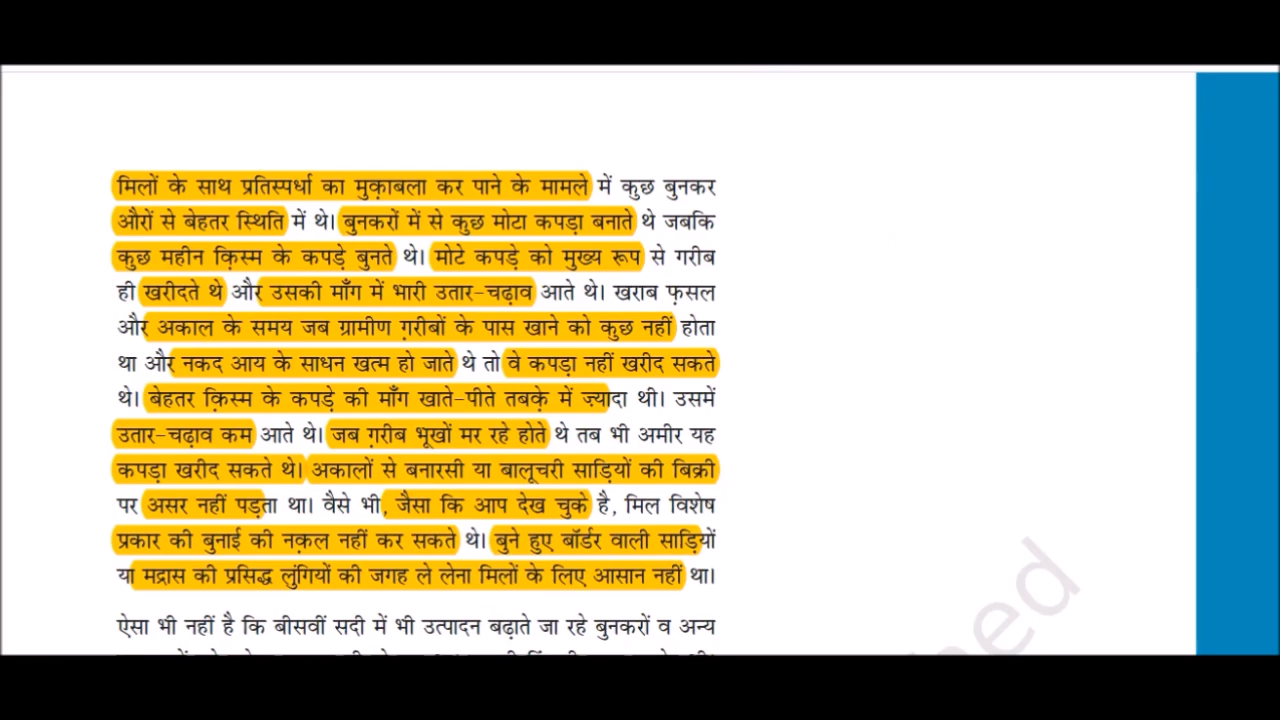 मिलों के साथ प्रतिस्पर्धा का मुक़ाबला कर पाने के मामले में कुछ बुनकर
औरों से बेहतर स्थिति में थे। बुनकरों में से कुछ मोटा कपड़ा बनाते थे जबकि
कुछ महीन क़िस्म के कपड़े बुनते थे। मोटे कपड़े को मुख्य रूप से गरीब
ही खरीदते थे और उसकी माँग में भारी उतार-चढ़ाव आते थे। खराब फ़सल
और अकाल के समय जब ग्रामीण ग़रीबों के पास खाने को कुछ नहीं होता
था और नकद आय के साधन खत्म हो जाते थे तो वे कपड़ा नहीं खरीद सकते
थे। बेहतर क़िस्म के कपड़े की माँग खाते-पीते तबक़े में ज़्यादा थी। उसमें
उतार-चढ़ाव कम आते थे। जब ग़रीब भूखों मर रहे होते थे तब भी अमीर यह
कपड़ा खरीद सकते थे। अकालों से बनारसी या बालूचरी साड़ियों की बिक्री
पर असर नहीं पड़ता था। वैसे भी, जैसा कि आप देख चुके है, मिल विशेष
प्रकार की बुनाई की नक़ल नहीं कर सकते थे। बुने हुए बॉर्डर वाली साड़ियों
या मद्रास की प्रसिद्ध लुंगियों की जगह ले लेना मिलों के लिए आसान नहीं था।
ऐसा भी नहीं है कि बीसवीं सदी में भी उत्पादन बढ़ाते जा रहे बुनकरों व अन्य